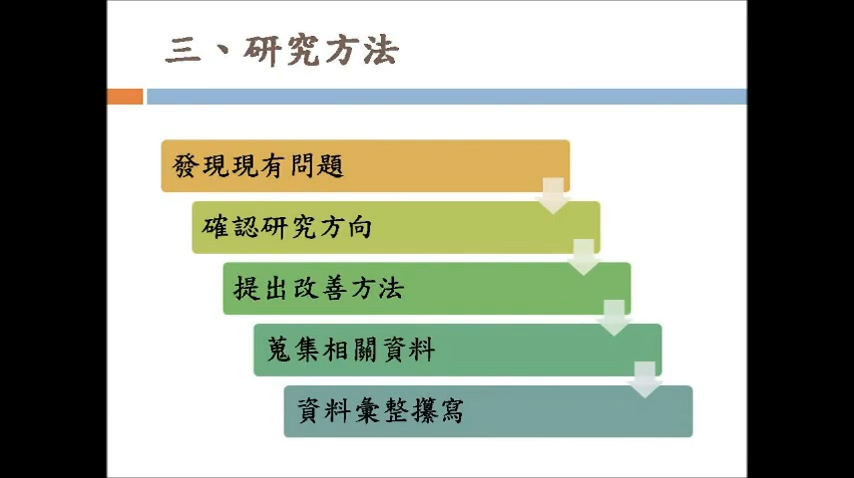 三、研究方法
發現現有問題
確認研究方向
提出改善方法
蒐集相關資料
資料彙整攥寫